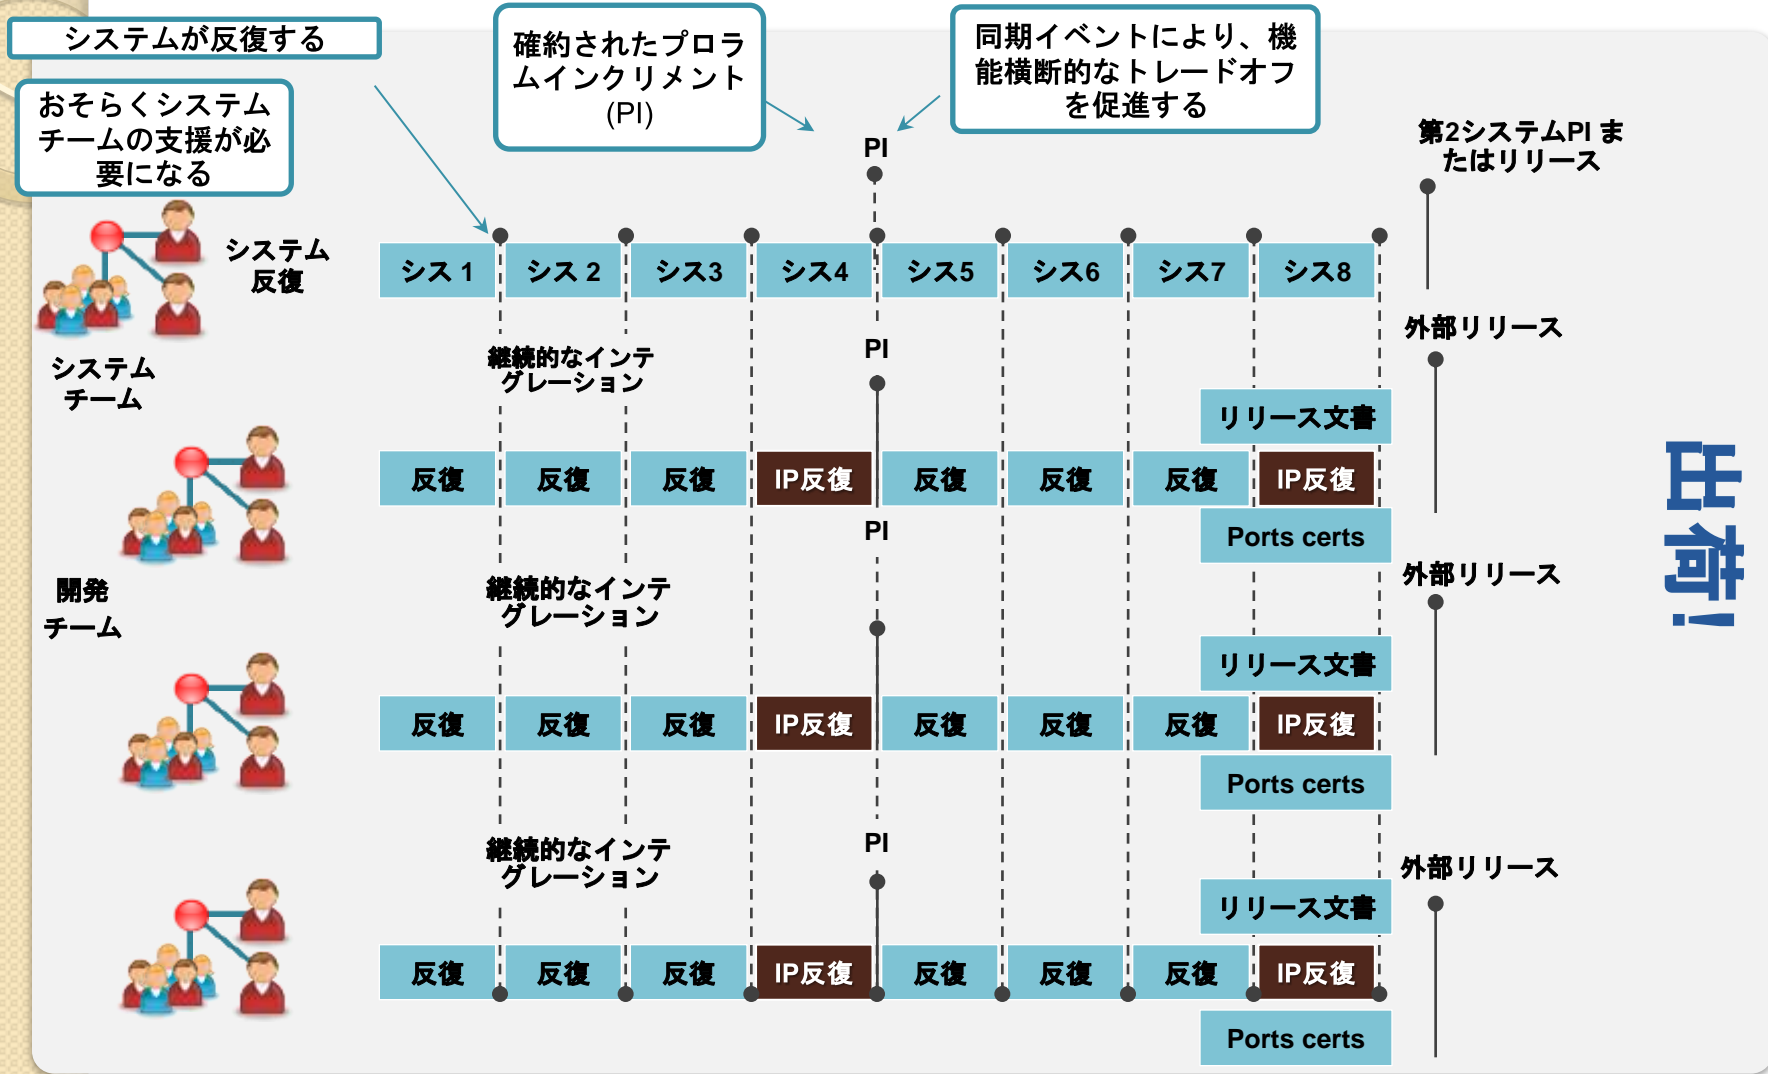 システムが反復する
おそらくシステム
チームの支援が必
要になる
確約されたプロラ
ムインクリメント
(PI)
同期イベントにより、機
能横断的なトレードオフ
を促進する
PI
第2システムPI ま
たはリリース
システム
反復
シス 1
シス 2
シス3
シス4
シス5
シス6
シス7
シス8
システム
チーム
継続的なインテ
グレーション
PI
外部リリース
リリース文書
反復
反復
反復
IP反復
反復
反復
反復
IP反復
Ports certs
出荷!
開発
チーム
継続的なインテ
グレーション
PI
外部リリース
リリース文書
反復
反復
反復
IP反復
反復
反復
反復
IP反復
Ports certs
継続的なインテ
グレーション
PI
外部リリース
リリース文書
反復
反復
反復
IP反復
反復
反復
反復
IP反復
Ports certs